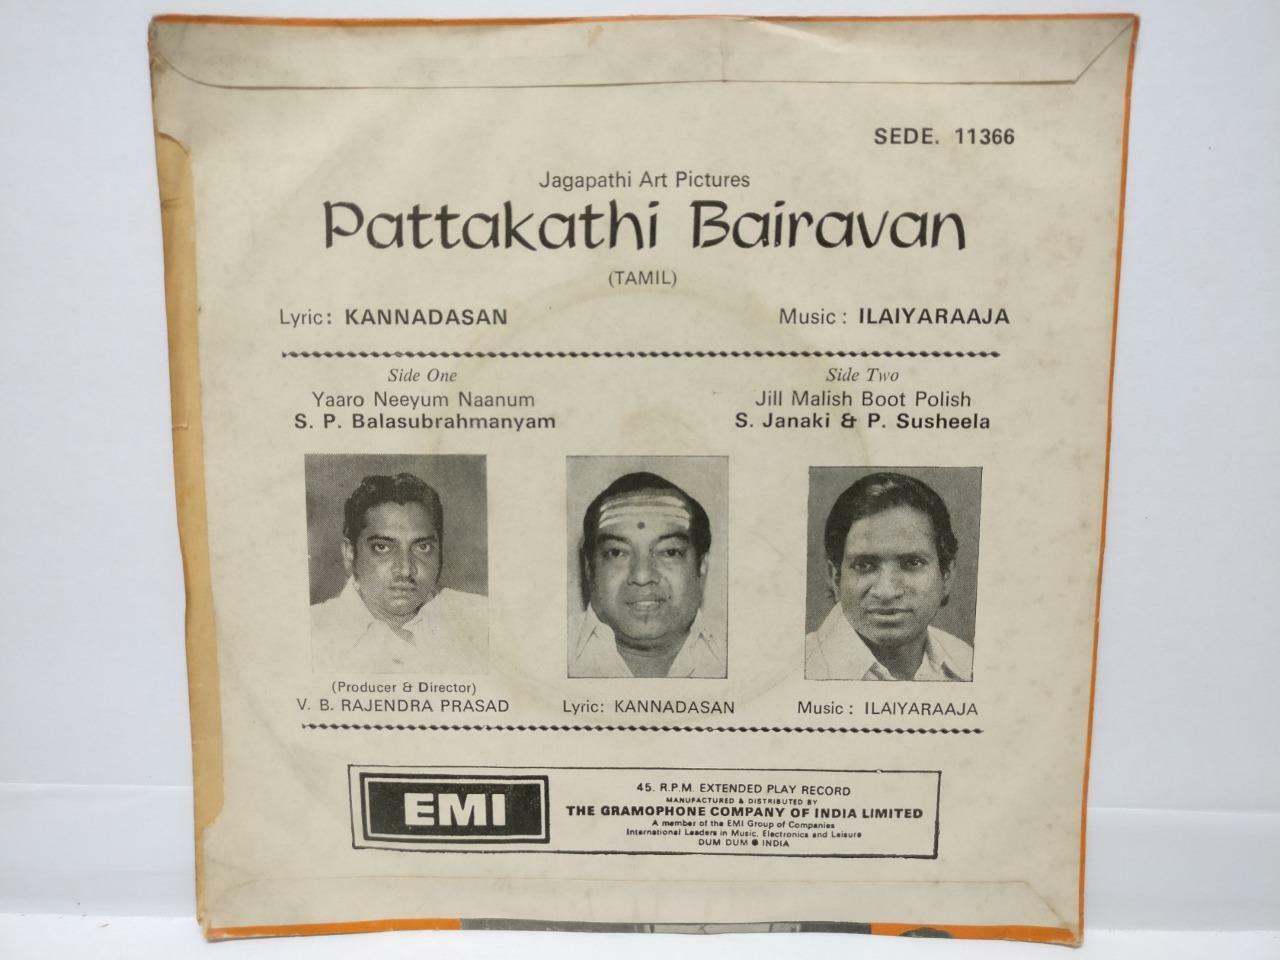 SEDE. 11366
Jagapathi Art Pictures
Pattakathi Bairavan
(TAMIL)
Lyric: KANNADASAN Music: ILAIYARAAJA
Side One Side Two
Yaaro Neeyum Naanum Jill Malish Boot Polish
S. P. Balasubrahmanyam S. Janaki & P. Susheela
(Producer & Director)
V. B. RAJENDRA PRASAD Lyric: KANNADASAN Music: ILAIYARAAJA
EMI
45. R.P.M. EXTENDED PLAY RECORD
MANUFACTURED & DISTRIBUTED BY
THE GRAMOPHONE COMPANY OF INDIA LIMITED
A member of the EMI Group of Companies
International Leaders in Music, Electronics and Leisure
DUM DUM ● INDIA